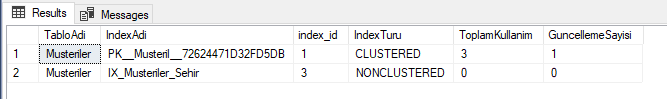 Results Messages
TabloAdi IndexAdi index_id IndexTuru ToplamKullanim GuncellemeSayisi
1 Musteriler PK__Musteril__72624471D32FD5DB 1 CLUSTERED 3 1
2 Musteriler IX_Musteriler_Sehir 3 NONCLUSTERED 0 0